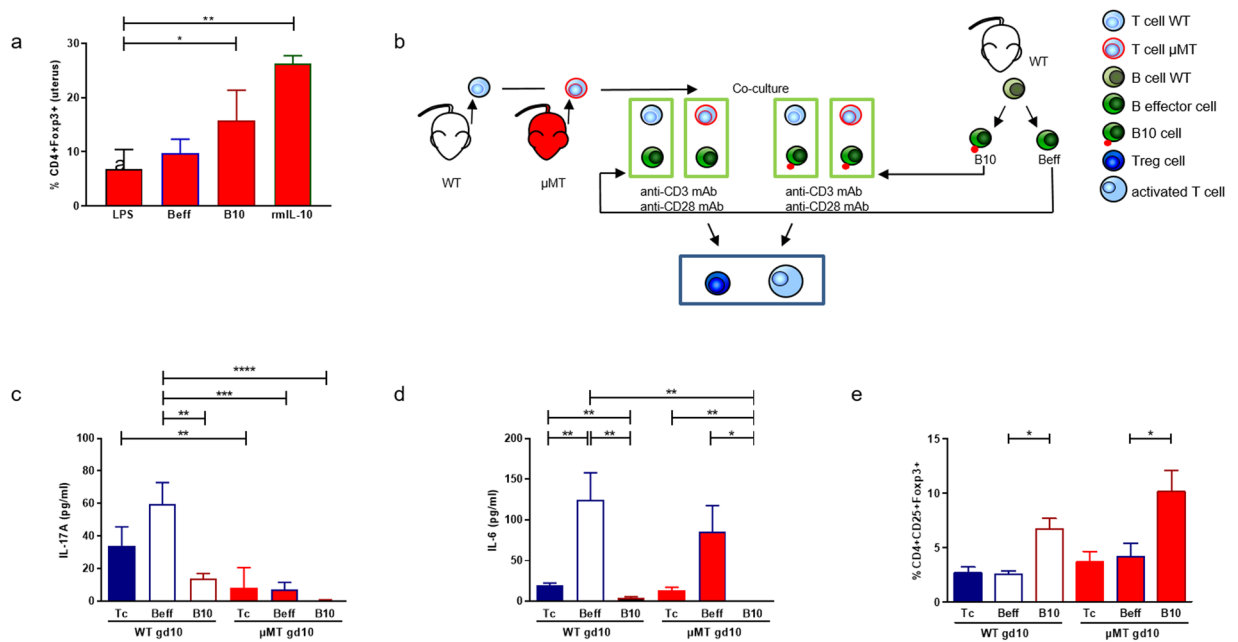 a
**
*
% CD4+Foxp3+ (uterus)
30
20
10
0
a
LPS Beff B10 rmIL-10
b
WT
µMT
Co-culture
anti-CD3 mAb
anti-CD28 mAb
anti-CD3 mAb
anti-CD28 mAb
WT
B10
Beff
T cell WT
T cell µMT
B cell WT
B effector cell
B10 cell
Treg cell
activated T cell
c
****
***
**
**
IL-17A (pg/ml)
100
80
60
40
20
0
Tc Beff B10 Tc Beff B10
WT gd10 µMT gd10
d
**
** **
** ** *
IL-6 (pg/ml)
200
150
100
50
0
Tc Beff B10 Tc Beff B10
WT gd10 µMT gd10
e
* *
% CD4+CD25+Foxp3+
15
10
5
0
Tc Beff B10 Tc Beff B10
WT gd10 µMT gd10